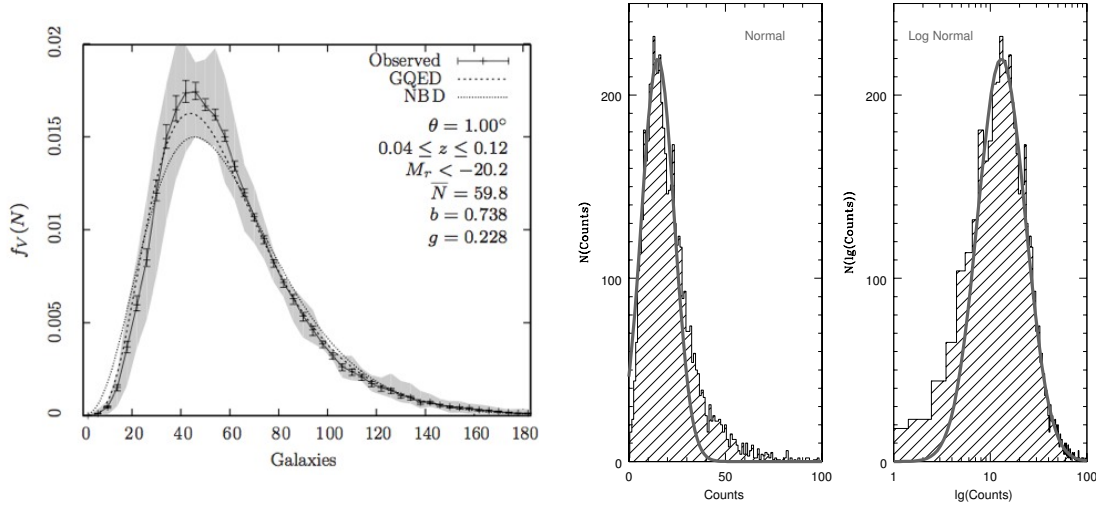 0.02
0.015
0.01
0.005
0
f_V(N)
Observed
GQED
NBD
θ = 1.00°
0.04 ≤ z ≤ 0.12
M_r < −20.2
N̅ = 59.8
b = 0.738
g = 0.228
0 20 40 60 80 100 120 140 160 180
Galaxies
Normal
200
100
0
N(Counts)
0 50 100
Counts
Log Normal
200
100
0
N(lg(Counts))
1 10 100
lg(Counts)